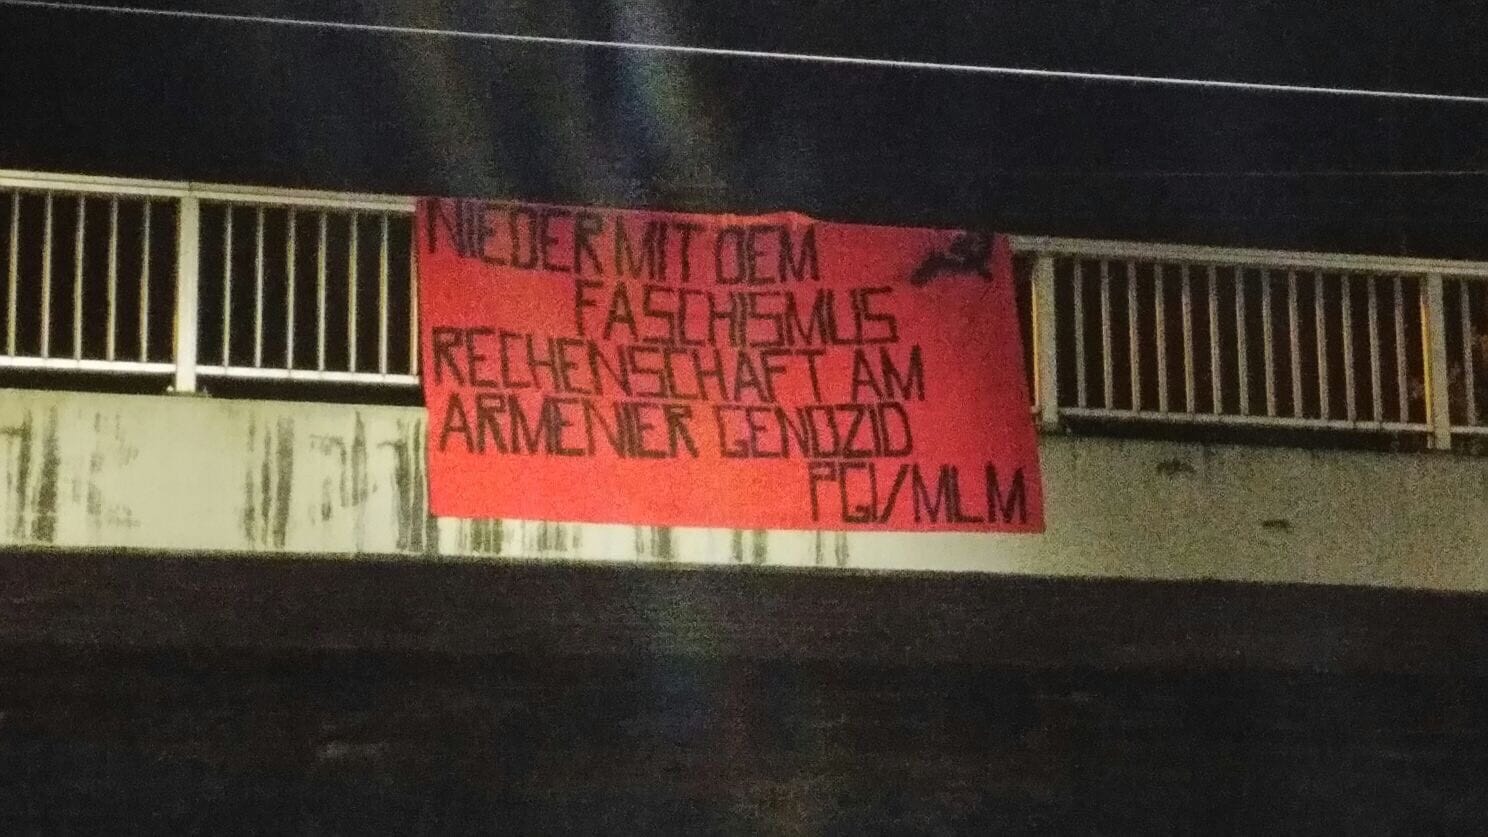 NIEDER MIT DEM
FASCHISMUS
RECHENSCHAFT AM
ARMENIER GENOZID
PGI/MLM